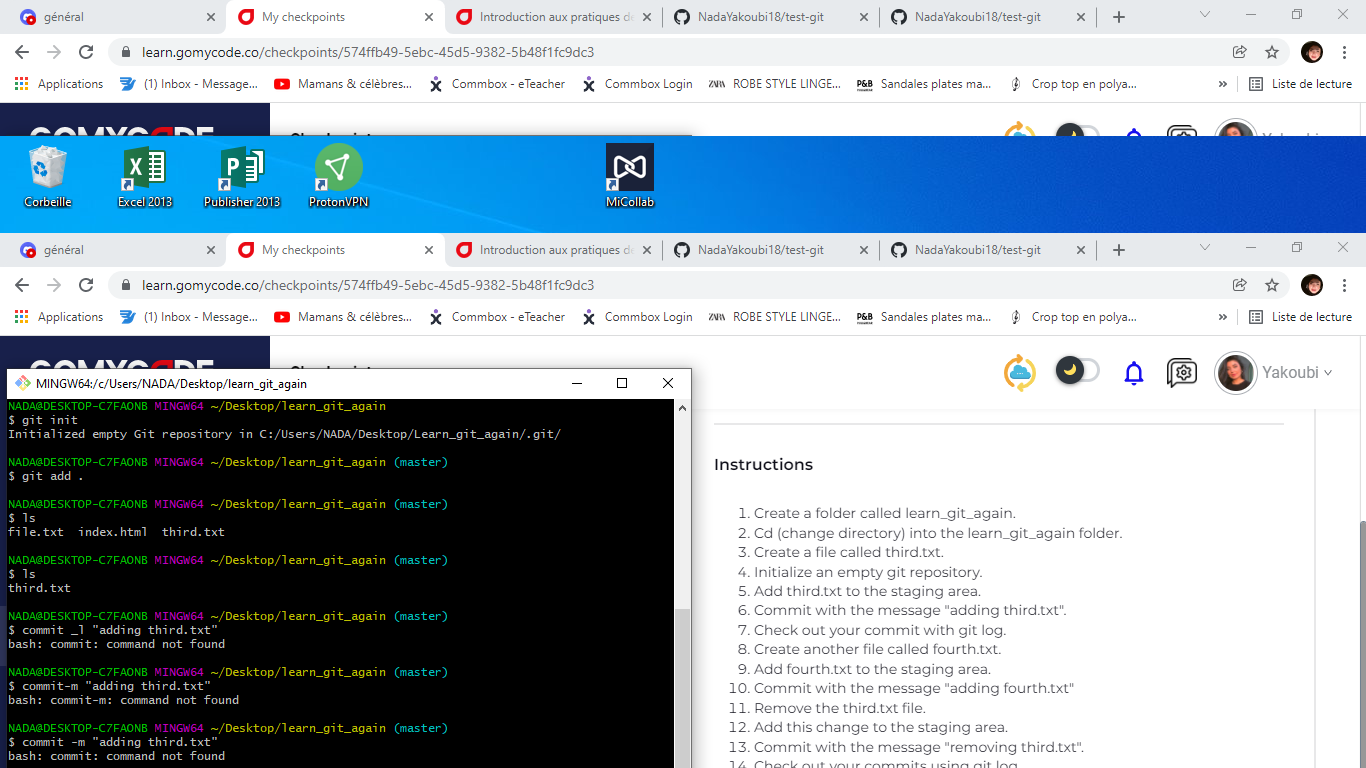 général
My checkpoints
Introduction aux pratiques de
NadaYakoubi18/test-git
NadaYakoubi18/test-git
learn.gomycode.co/checkpoints/574ffb49-5ebc-45d5-9382-5b48f1fc9dc3
Applications
(1) Inbox - Message...
Mamans & célèbres...
Commbox - eTeacher
Commbox Login
ZARA
ROBE STYLE LINGE...
P&B
Sandales plates ma...
Crop top en polya...
»
Liste de lecture
GOMYCODE
Checkpoint
Yakoubi
Corbeille
Excel 2013
Publisher 2013
ProtonVPN
MiCollab
général
My checkpoints
Introduction aux pratiques de
NadaYakoubi18/test-git
NadaYakoubi18/test-git
learn.gomycode.co/checkpoints/574ffb49-5ebc-45d5-9382-5b48f1fc9dc3
Applications
(1) Inbox - Message...
Mamans & célèbres...
Commbox - eTeacher
Commbox Login
ZARA
ROBE STYLE LINGE...
P&B
Sandales plates ma...
Crop top en polya...
»
Liste de lecture
GOMYCODE
Checkpoint
Yakoubi
MINGW64:/c/Users/NADA/Desktop/learn_git_again
NADA@DESKTOP-C7FAONB MINGW64 ~/Desktop/learn_git_again
$ git init
Initialized empty Git repository in C:/Users/NADA/Desktop/Learn_git_again/.git/
NADA@DESKTOP-C7FAONB MINGW64 ~/Desktop/learn_git_again (master)
$ git add .
NADA@DESKTOP-C7FAONB MINGW64 ~/Desktop/learn_git_again (master)
$ ls
file.txt  index.html  third.txt
NADA@DESKTOP-C7FAONB MINGW64 ~/Desktop/learn_git_again (master)
$ ls
third.txt
NADA@DESKTOP-C7FAONB MINGW64 ~/Desktop/learn_git_again (master)
$ commit _l "adding third.txt"
bash: commit: command not found
NADA@DESKTOP-C7FAONB MINGW64 ~/Desktop/learn_git_again (master)
$ commit-m "adding third.txt"
bash: commit-m: command not found
NADA@DESKTOP-C7FAONB MINGW64 ~/Desktop/learn_git_again (master)
$ commit -m "adding third.txt"
bash: commit: command not found
Instructions
1. Create a folder called learn_git_again.
2. Cd (change directory) into the learn_git_again folder.
3. Create a file called third.txt.
4. Initialize an empty git repository.
5. Add third.txt to the staging area.
6. Commit with the message "adding third.txt".
7. Check out your commit with git log.
8. Create another file called fourth.txt.
9. Add fourth.txt to the staging area.
10. Commit with the message "adding fourth.txt"
11. Remove the third.txt file.
12. Add this change to the staging area.
13. Commit with the message "removing third.txt".
14. Check out your commits using git log.